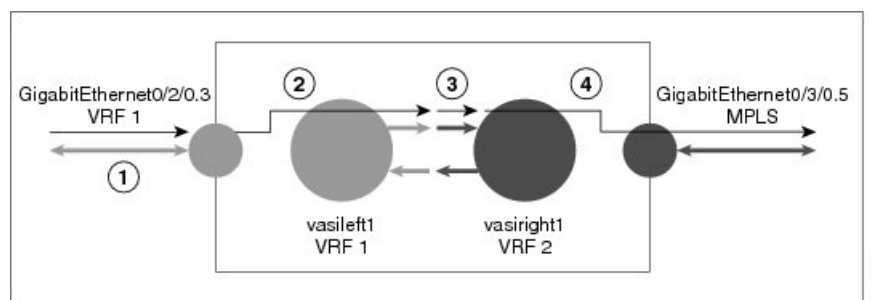 GigabitEthernet0/2/0.3
VRF 1
1
2
3
4
GigabitEthernet0/3/0.5
MPLS
vasileft1
VRF 1
vasiright1
VRF 2